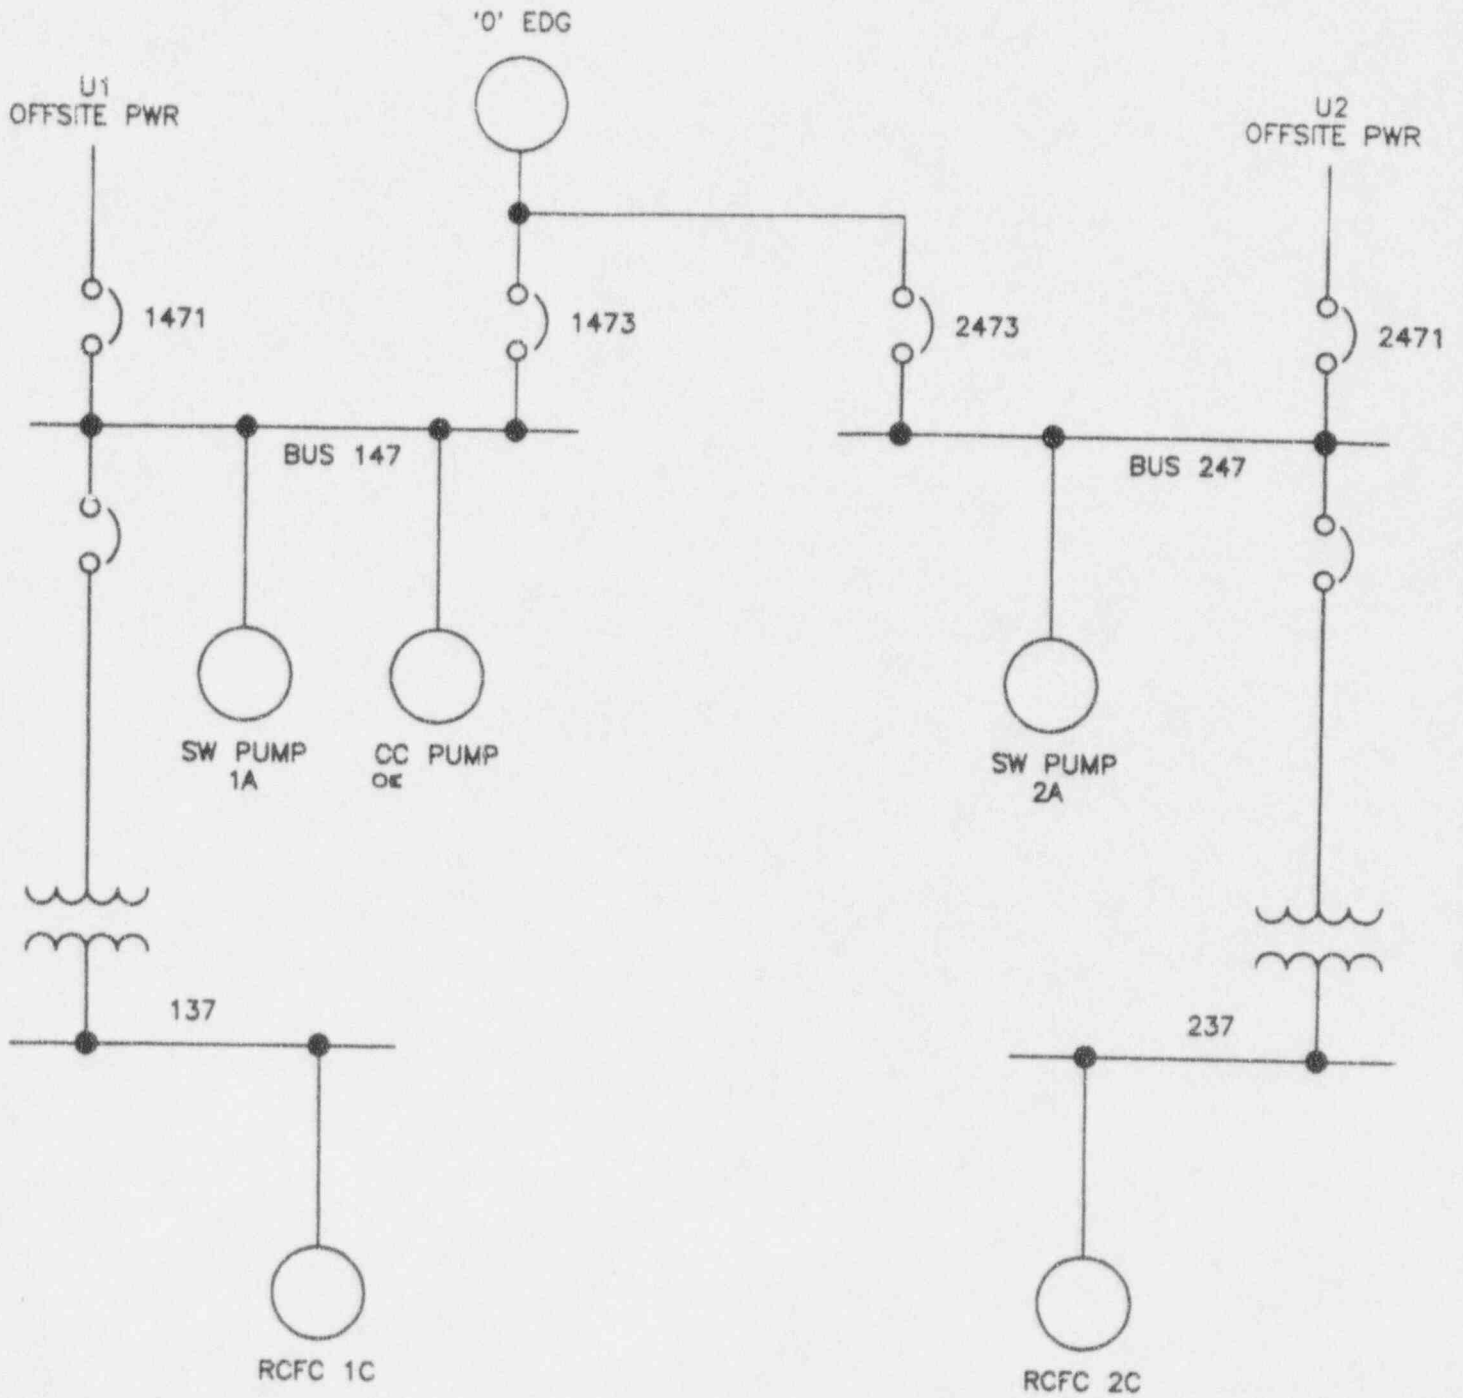 '0' EDG
U1
OFFSITE PWR
U2
OFFSITE PWR
1471
1473
2473
2471
BUS 147
BUS 247
SW PUMP
1A
CC PUMP
OE
SW PUMP
2A
137
237
RCFC 1C
RCFC 2C